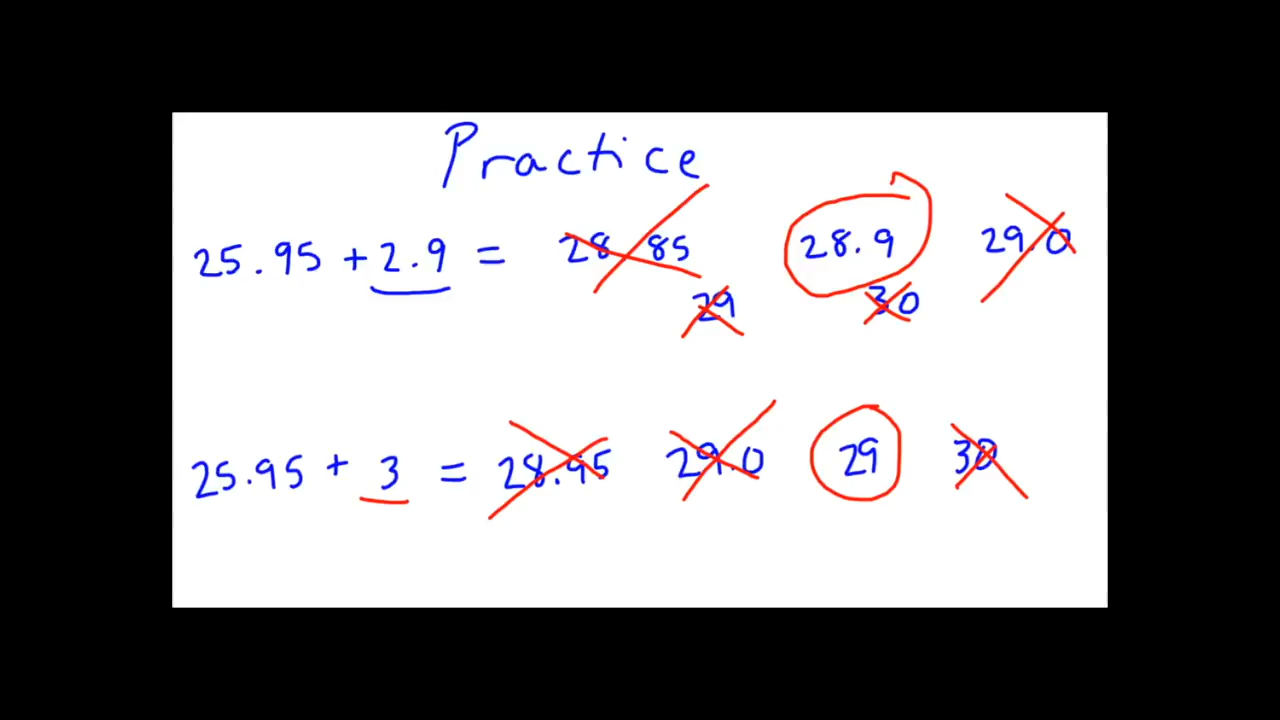 Practice
25.95 + 2.9 = 28.85 28.9 29.0
29 30
25.95 + 3 = 28.95 29.0 29 30